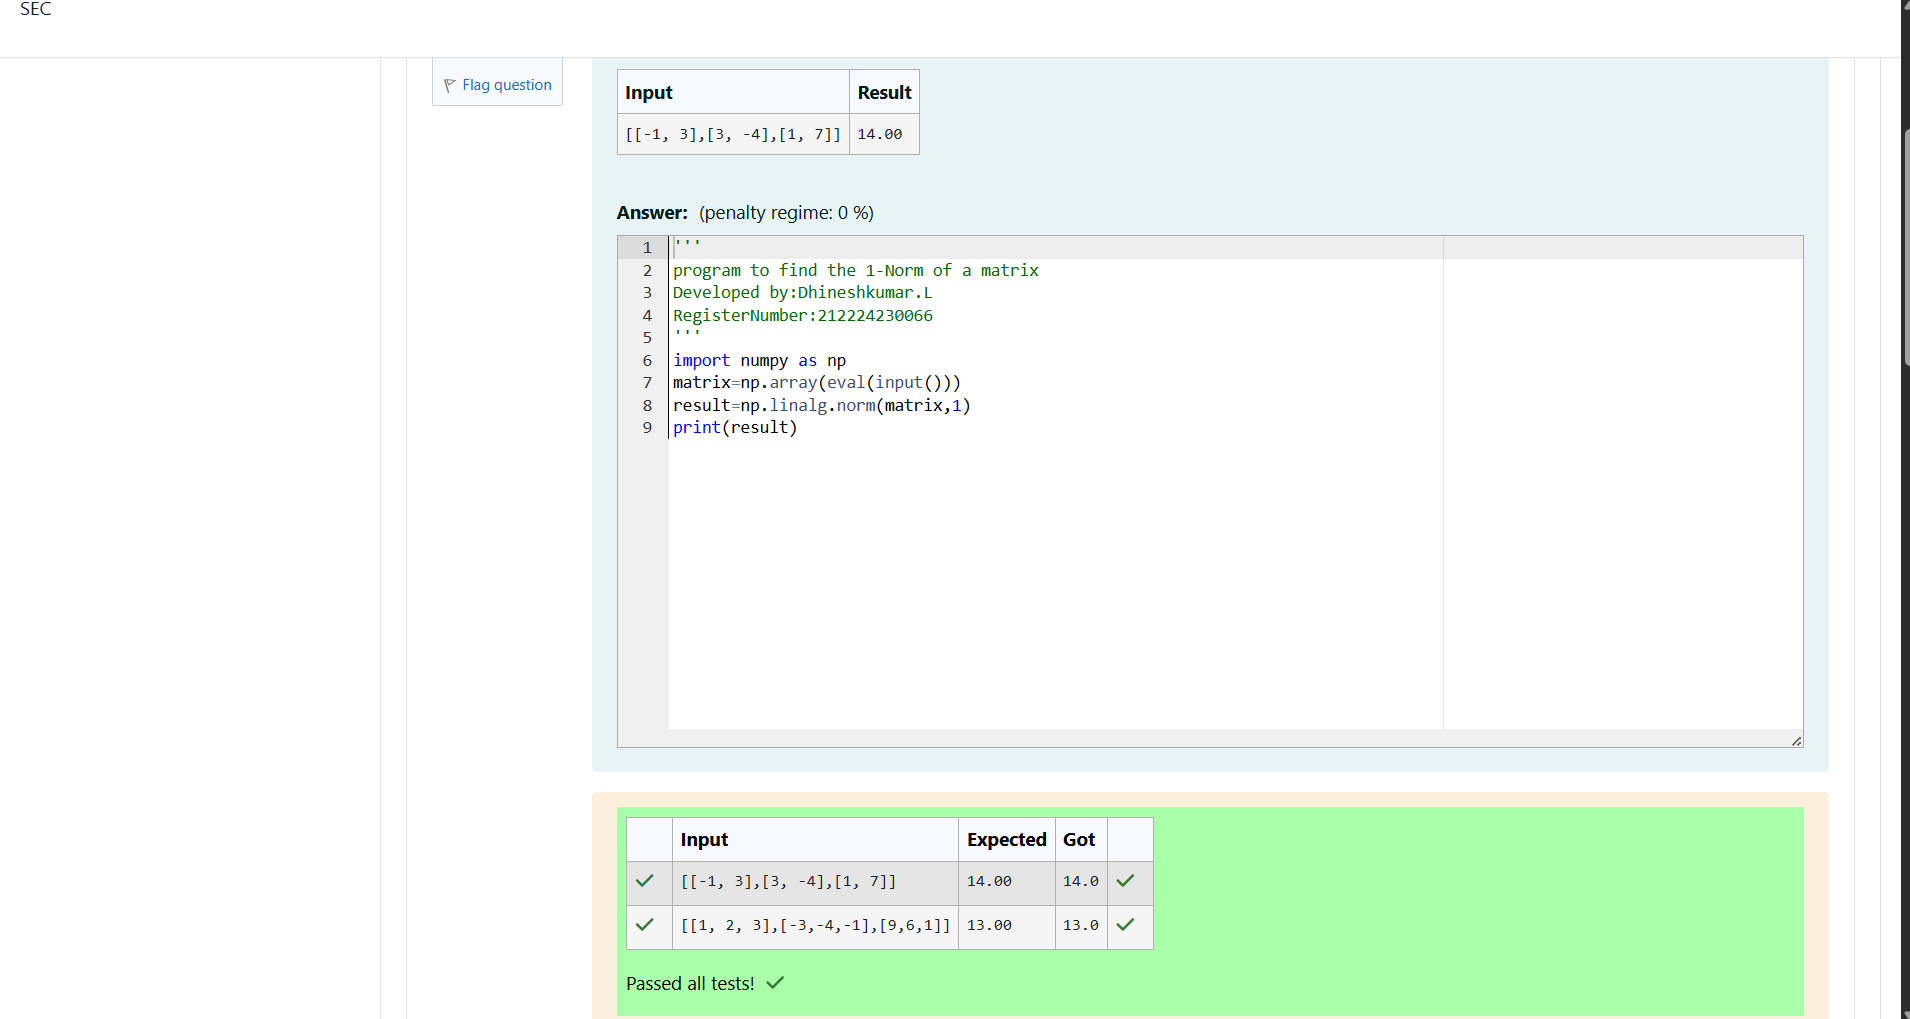 SEC
Flag question
Input Result
[[-1, 3],[3, -4],[1, 7]] 14.00
Answer: (penalty regime: 0 %)
1 '''
2 program to find the 1-Norm of a matrix
3 Developed by:Dhineshkumar.L
4 RegisterNumber:212224230066
5 '''
6 import numpy as np
7 matrix=np.array(eval(input()))
8 result=np.linalg.norm(matrix,1)
9 print(result)
Input Expected Got
[[-1, 3],[3, -4],[1, 7]] 14.00 14.0
[[1, 2, 3],[-3,-4,-1],[9,6,1]] 13.00 13.0
Passed all tests!